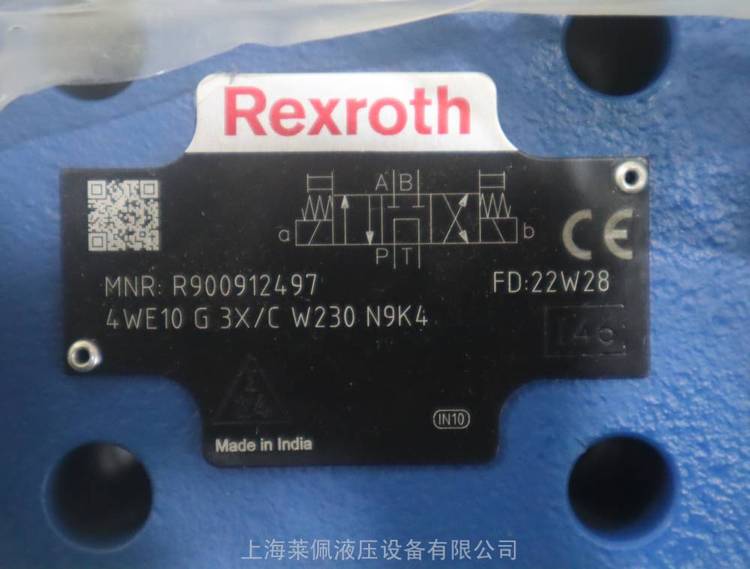 Rexroth
A B
a b
P T
CE
MNR: R900912497 FD:22W28
4WE10 G 3X/C W230 N9K4
IN10
Made in India
上海莱佩液压设备有限公司